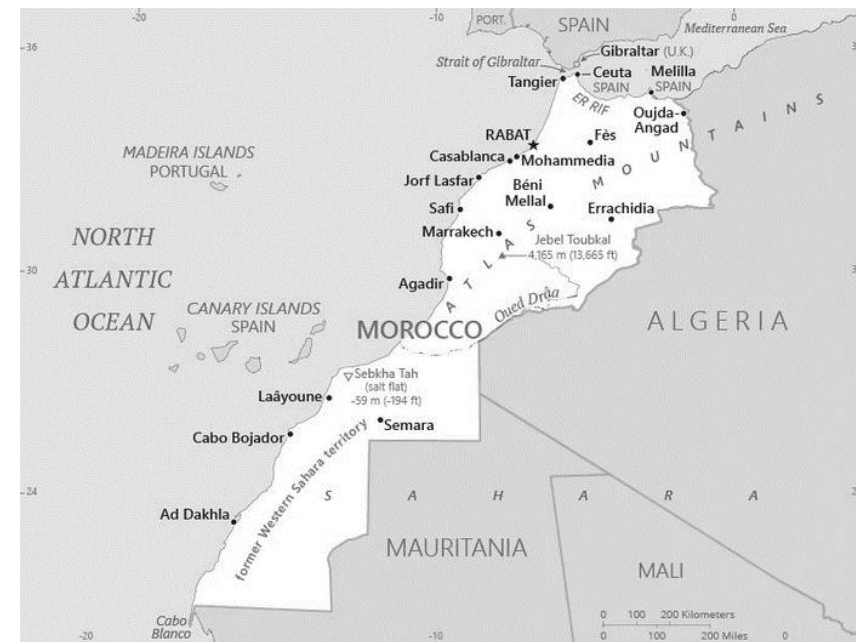 -20
-10
0
PORT.
SPAIN
Mediterranean Sea
36
Strait of Gibraltar
Gibraltar (U.K.)
Tangier
Ceuta
SPAIN
Melilla
SPAIN
ER RIF
Oujda-
Angad
RABAT
Fès
Casablanca
Mohammedia
MADEIRA ISLANDS
PORTUGAL
Jorf Lasfar
Béni
Mellal
Safi
Errachidia
Marrakech
ATLAS MOUNTAINS
NORTH
ATLANTIC
OCEAN
Jebel Toubkal
4,165 m (13,665 ft)
30
Agadir
Oued Drâa
CANARY ISLANDS
SPAIN
MOROCCO
ALGERIA
Sebkha Tah
(salt flat)
-59 m (-194 ft)
Laâyoune
Semara
Cabo Bojador
former Western Sahara territory
24
2
SAHARA
Ad Dakhla
MAURITANIA
MALI
Cabo
Blanco
0 100 200 Kilometers
0 100 200 Miles
-20
-10
0